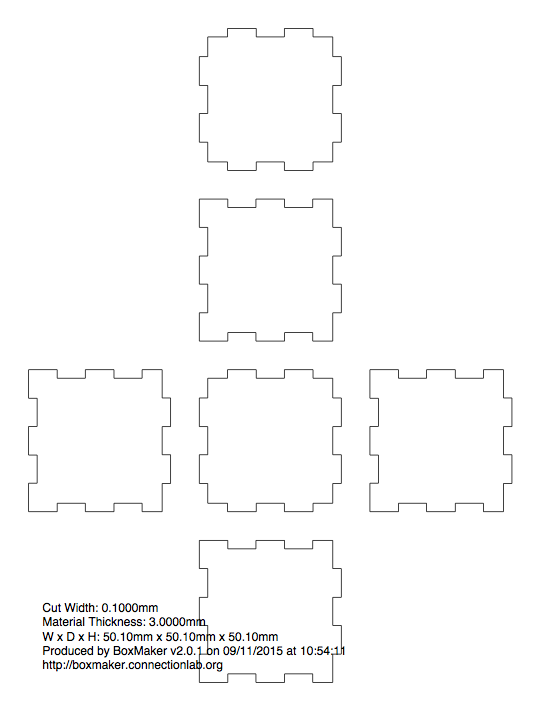 Cut Width: 0.1000mm
Material Thickness: 3.0000mm
W x D x H: 50.10mm x 50.10mm x 50.10mm
Produced by BoxMaker v2.0.1 on 09/11/2015 at 10:54:11
http://boxmaker.connectionlab.org